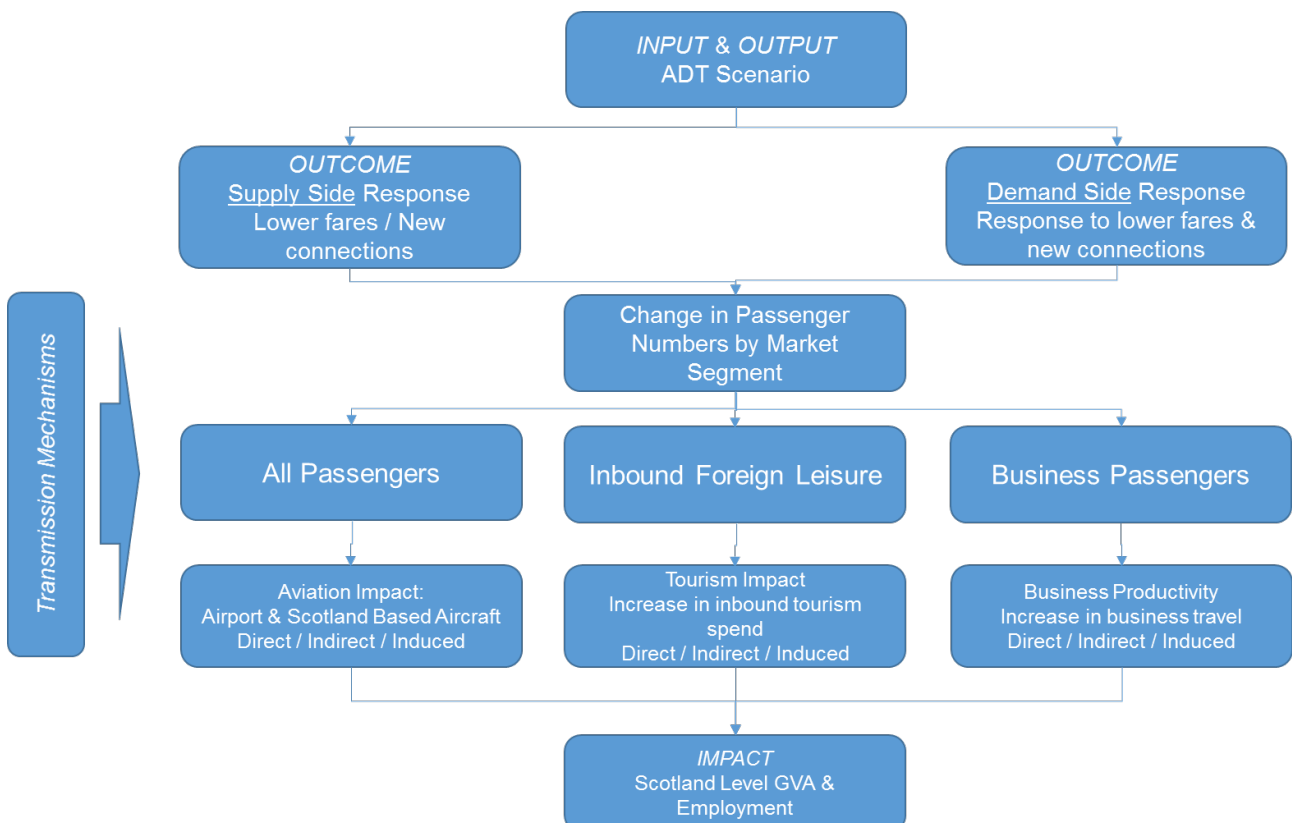 INPUT & OUTPUT
ADT Scenario
OUTCOME
Supply Side Response
Lower fares / New
connections
OUTCOME
Demand Side Response
Response to lower fares &
new connections
Transmission Mechanisms
Change in Passenger
Numbers by Market
Segment
All Passengers
Inbound Foreign Leisure
Business Passengers
Aviation Impact:
Airport & Scotland Based Aircraft
Direct / Indirect / Induced
Tourism Impact
Increase in inbound tourism
spend
Direct / Indirect / Induced
Business Productivity
Increase in business travel
Direct / Indirect / Induced
IMPACT
Scotland Level GVA &
Employment